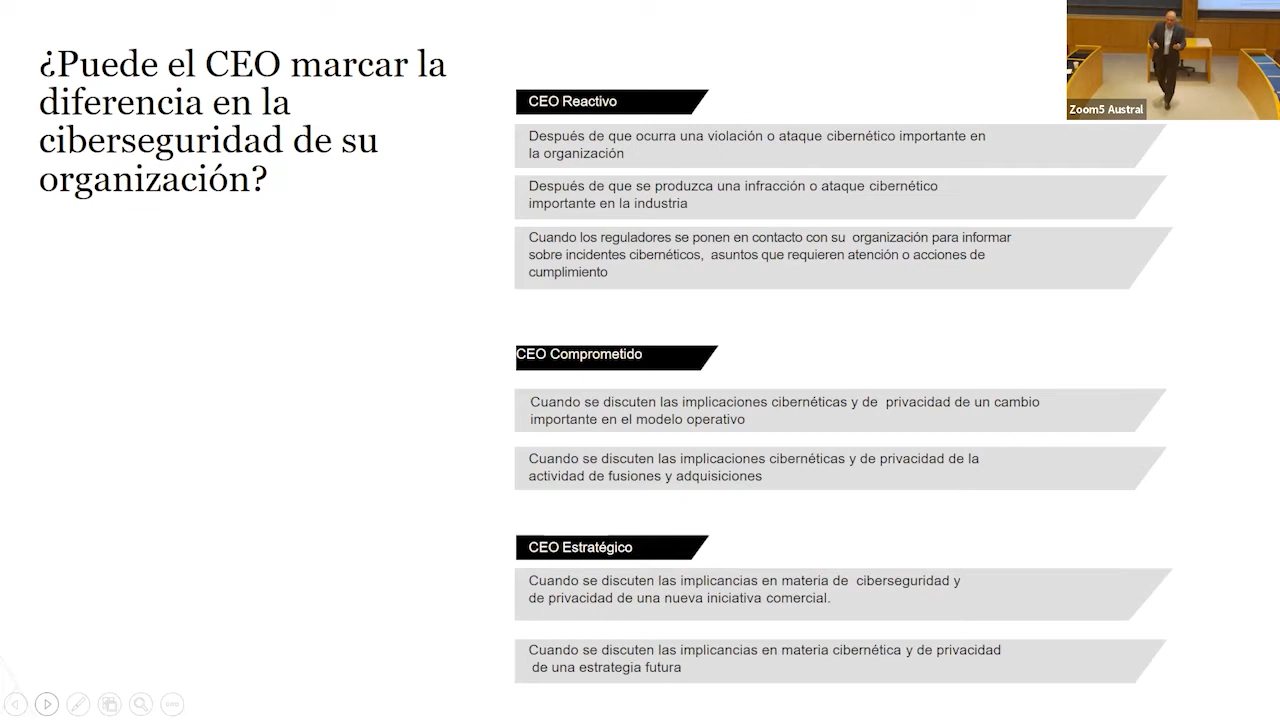 ¿Puede el CEO marcar la
diferencia en la
ciberseguridad de su
organización?
Zoom5 Austral
CEO Reactivo
Después de que ocurra una violación o ataque cibernético importante en
la organización
Después de que se produzca una infracción o ataque cibernético
importante en la industria
Cuando los reguladores se ponen en contacto con su organización para informar
sobre incidentes cibernéticos, asuntos que requieren atención o acciones de
cumplimiento
CEO Comprometido
Cuando se discuten las implicaciones cibernéticas y de privacidad de un cambio
importante en el modelo operativo
Cuando se discuten las implicaciones cibernéticas y de privacidad de la
actividad de fusiones y adquisiciones
CEO Estratégico
Cuando se discuten las implicancias en materia de ciberseguridad y
de privacidad de una nueva iniciativa comercial.
Cuando se discuten las implicancias en materia cibernética y de privacidad
de una estrategia futura